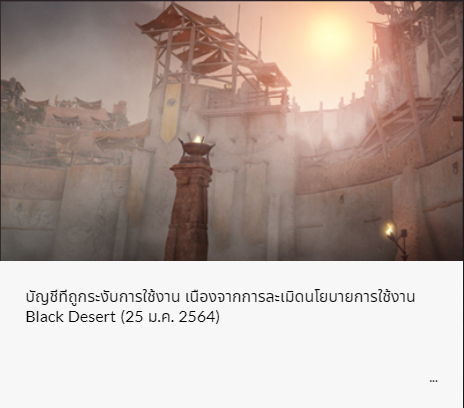 บัญชีที่ถูกระงับการใช้งาน เนื่องจากการละเมิดนโยบายการใช้งาน
Black Desert (25 ม.ค. 2564)
...